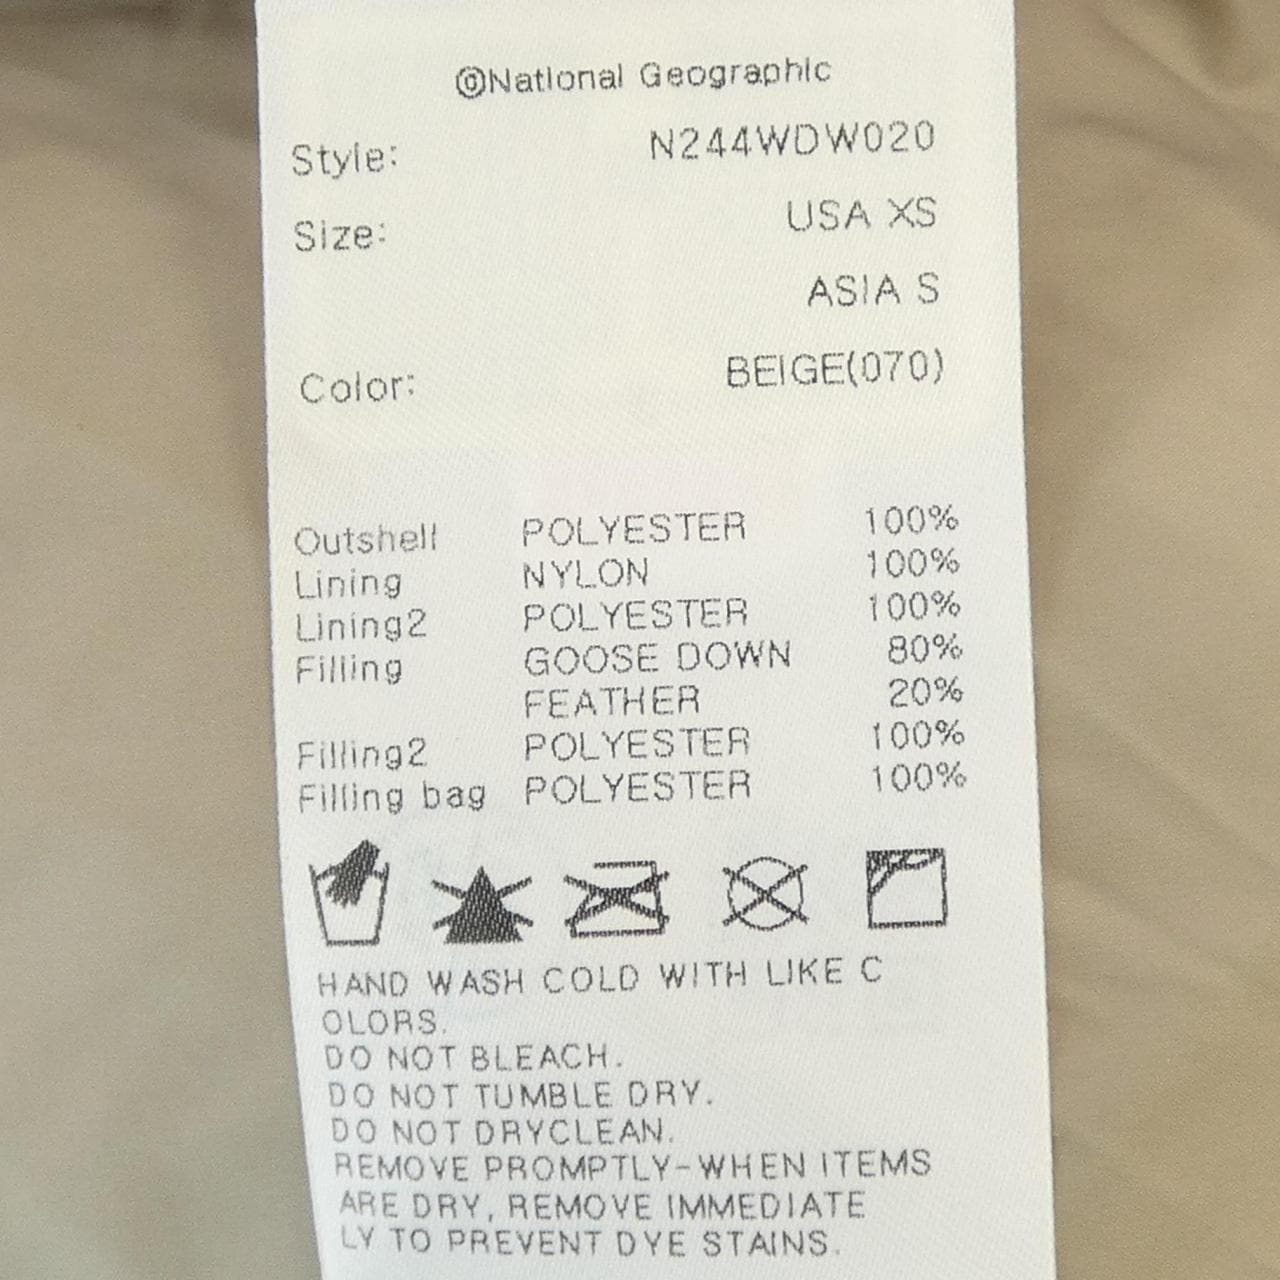 ©National Geographic
Style: N244WDW020
Size: USA XS
ASIA S
Color: BEIGE(070)
Outshell POLYESTER 100%
Lining NYLON 100%
Lining2 POLYESTER 100%
Filling GOOSE DOWN 80%
FEATHER 20%
Filling2 POLYESTER 100%
Filling bag POLYESTER 100%
HAND WASH COLD WITH LIKE C
OLORS.
DO NOT BLEACH.
DO NOT TUMBLE DRY.
DO NOT DRYCLEAN.
REMOVE PROMPTLY-WHEN ITEMS
ARE DRY, REMOVE IMMEDIATE
LY TO PREVENT DYE STAINS.